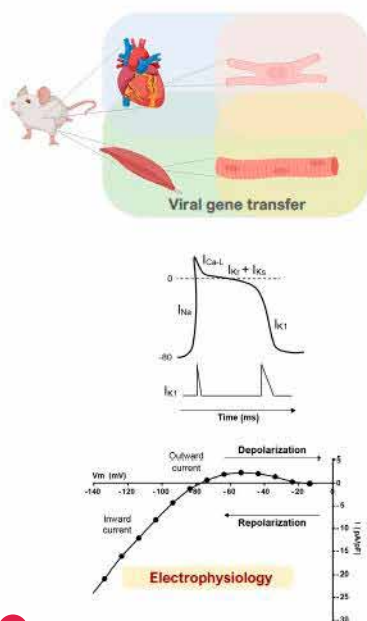 Viral gene transfer
ICa-L
IKr + IKs
0
INa
IK1
-80
IK1
Time (ms)
Outward
current
Depolarization
Vm (mV)
-140 -120 -100 -80 -60 -40 -20 0
5
0
-5
-10
-15
-20
-25
-30
I (pA/pF)
Inward
current
Repolarization
Electrophysiology